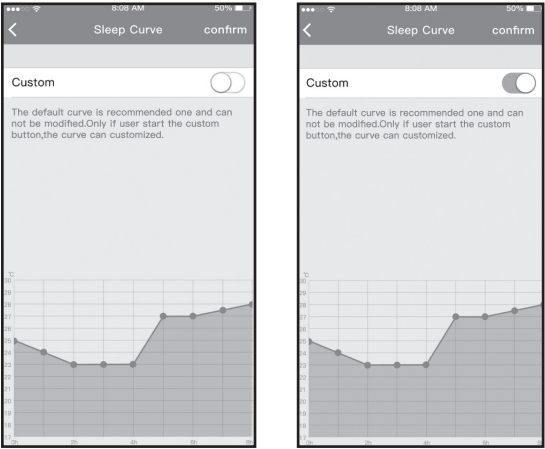 8:08 AM 50%
Sleep Curve confirm
Custom
The default curve is recommended one and can
not be modified.Only if user start the custom
button,the curve can customized.
℃
30
29
28
27
26
25
24
23
22
21
20
19
18
17
0h 2h 4h 6h 8h
8:08 AM 50%
Sleep Curve confirm
Custom
The default curve is recommended one and can
not be modified.Only if user start the custom
button,the curve can customized.
℃
30
29
28
27
26
25
24
23
22
21
20
19
18
17
0h 2h 4h 6h 8